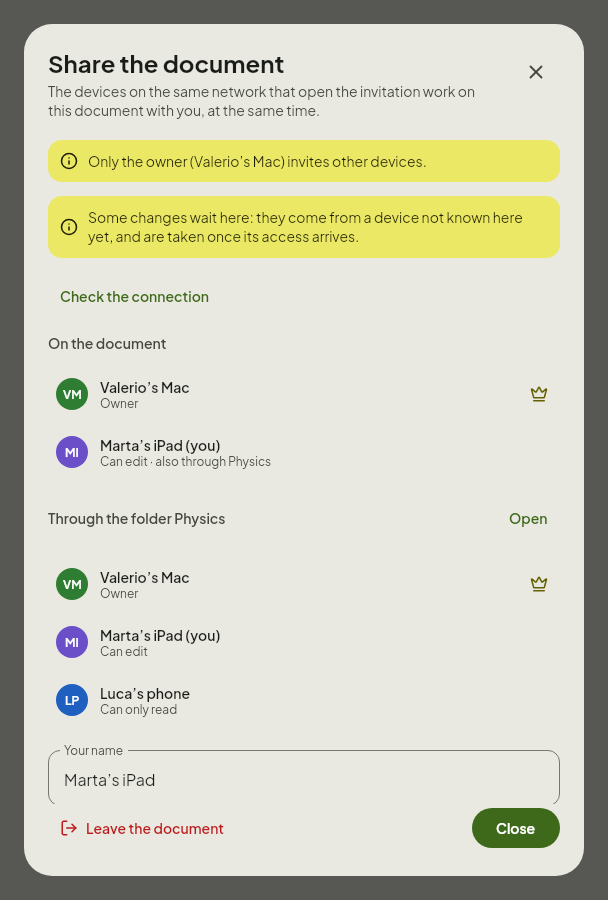 Share the document
The devices on the same network that open the invitation work on
this document with you, at the same time.
Only the owner (Valerio’s Mac) invites other devices.
Some changes wait here: they come from a device not known here
yet, and are taken once its access arrives.
Check the connection
On the document
VM
Valerio’s Mac
Owner
MI
Marta’s iPad (you)
Can edit · also through Physics
Through the folder Physics
Open
VM
Valerio’s Mac
Owner
MI
Marta’s iPad (you)
Can edit
LP
Luca’s phone
Can only read
Your name
Marta’s iPad
Leave the document
Close